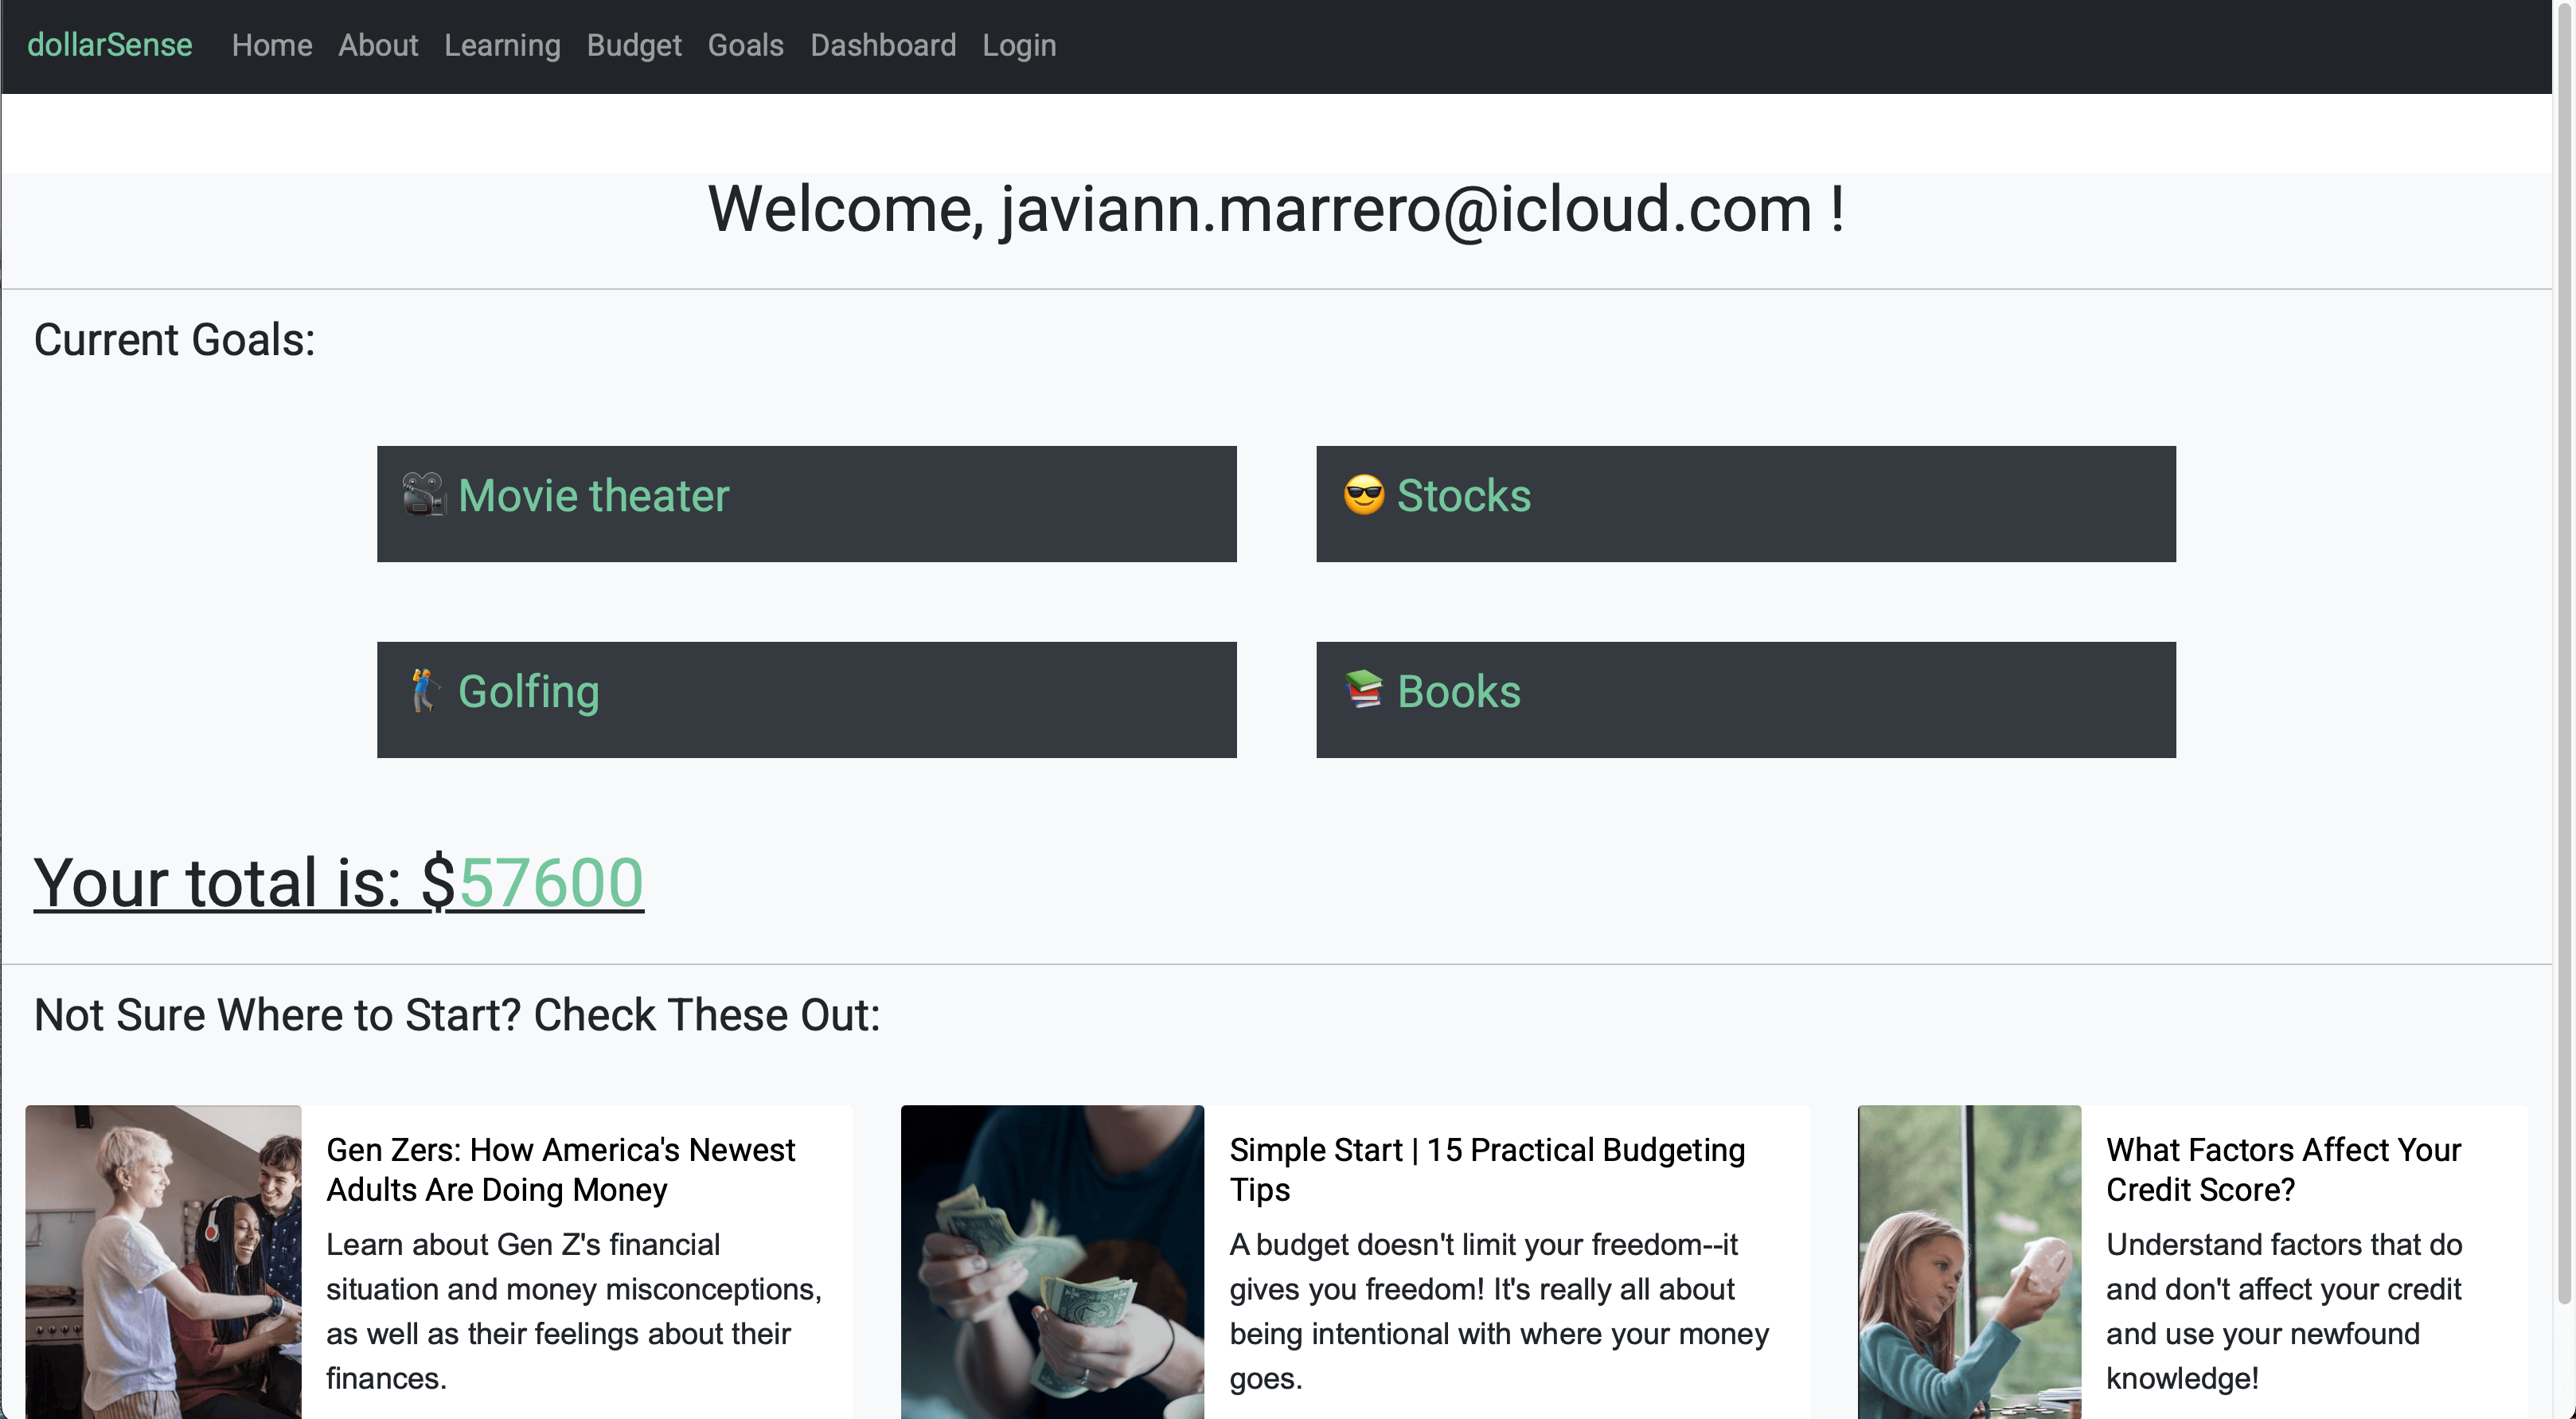 dollarSense Home About Learning Budget Goals Dashboard Login
Welcome, javiann.marrero@icloud.com !
Current Goals:
🎥 Movie theater
😎 Stocks
🏌 Golfing
📚 Books
Your total is: $57600
Not Sure Where to Start? Check These Out:
Gen Zers: How America's Newest
Adults Are Doing Money
Learn about Gen Z's financial
situation and money misconceptions,
as well as their feelings about their
finances.
Simple Start | 15 Practical Budgeting
Tips
A budget doesn't limit your freedom--it
gives you freedom! It's really all about
being intentional with where your money
goes.
What Factors Affect Your
Credit Score?
Understand factors that do
and don't affect your credit
and use your newfound
knowledge!